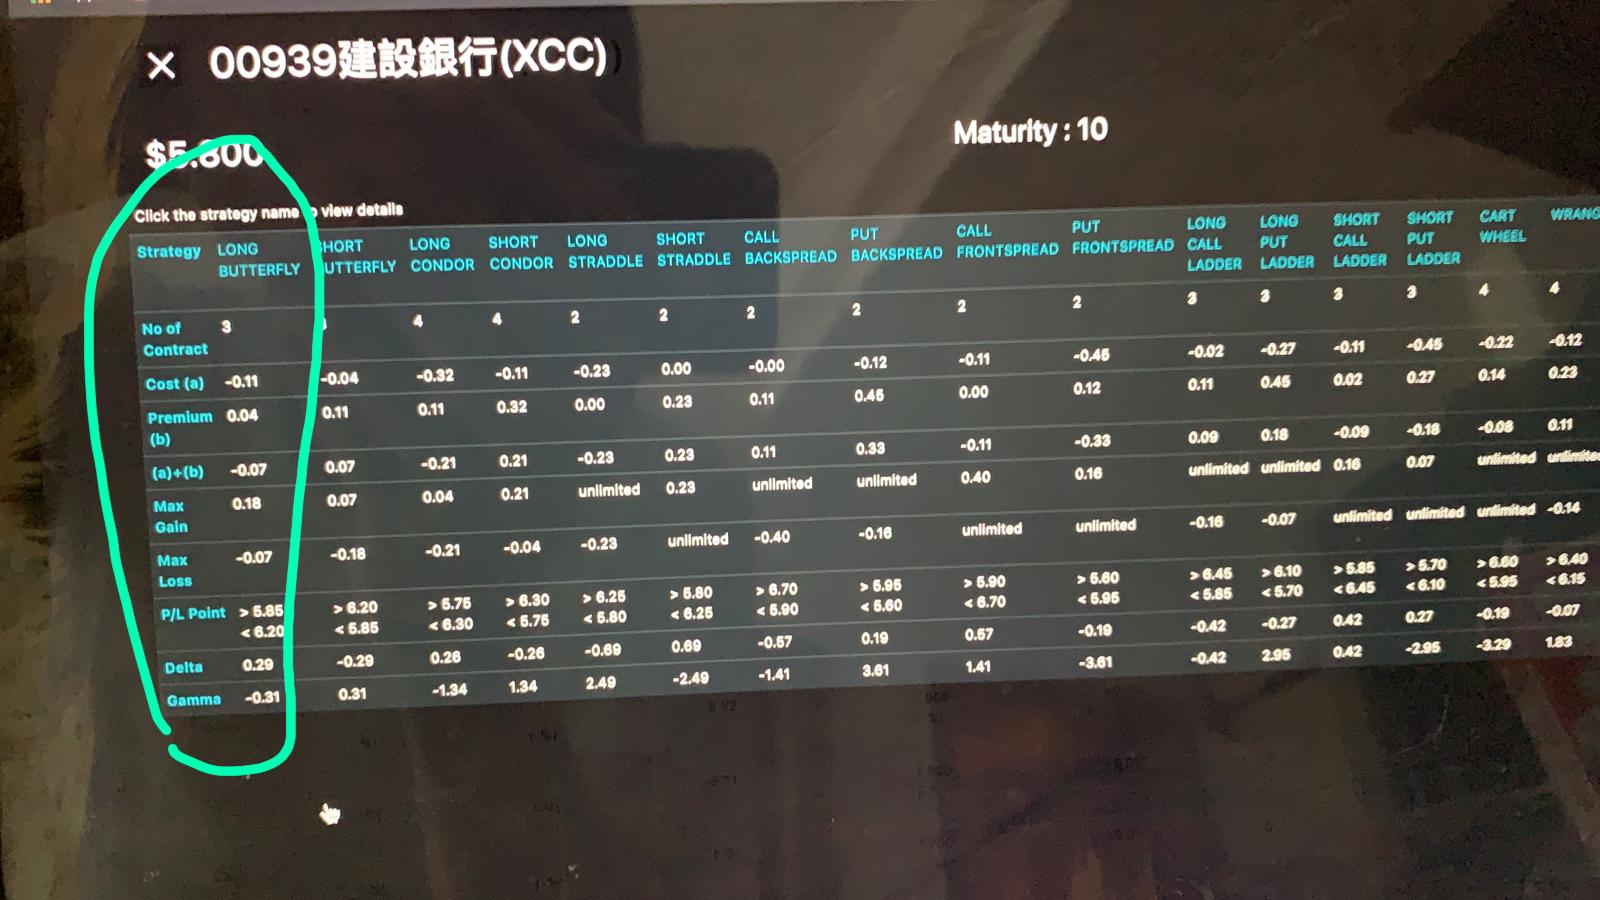 00939建設銀行(XCC)
$5.800
Maturity : 10
Click the strategy name to view details
Strategy LONG BUTTERFLY SHORT BUTTERFLY LONG CONDOR SHORT CONDOR LONG STRADDLE SHORT STRADDLE CALL BACKSPREAD PUT BACKSPREAD CALL FRONTSPREAD PUT FRONTSPREAD LONG CALL LADDER LONG PUT LADDER SHORT CALL LADDER SHORT PUT LADDER CART WHEEL WRANG
No of Contract 3 3 4 4 2 2 2 2 2 2 3 3 3 3 4 4
Cost (a) -0.11 -0.04 -0.32 -0.11 -0.23 0.00 -0.00 -0.12 -0.11 -0.45 -0.02 -0.27 -0.11 -0.45 -0.22 -0.12
Premium (b) 0.04 0.11 0.11 0.32 0.00 0.23 0.11 0.45 0.00 0.12 0.11 0.45 0.02 0.27 0.14 0.23
(a)+(b) -0.07 0.07 -0.21 0.21 -0.23 0.23 0.11 0.33 -0.11 -0.33 0.09 0.18 -0.09 -0.18 -0.08 0.11
Max Gain 0.18 0.07 0.04 0.21 unlimited 0.23 unlimited unlimited 0.40 0.16 unlimited unlimited 0.16 0.07 unlimited unlimited
Max Loss -0.07 -0.18 -0.21 -0.04 -0.23 unlimited -0.40 -0.16 unlimited unlimited -0.16 -0.07 unlimited unlimited unlimited -0.14
P/L Point > 5.85 > 6.20 > 5.75 > 6.30 > 6.25 > 5.80 > 6.70 > 5.95 > 5.90 > 5.60 > 6.45 > 6.10 > 5.85 > 5.70 > 6.60 > 6.40
< 6.20 < 5.85 < 6.30 < 5.75 < 5.80 < 6.25 < 5.90 < 5.60 < 6.70 < 5.95 < 5.85 < 5.70 < 6.45 < 6.10 < 5.95 < 6.15
Delta 0.29 -0.29 0.26 -0.26 -0.69 0.69 -0.57 0.19 0.57 -0.19 -0.42 -0.27 0.42 0.27 -0.19 -0.07
Gamma -0.31 0.31 -1.34 1.34 2.49 -2.49 -1.41 3.61 1.41 -3.61 -0.42 2.95 0.42 -2.95 -3.29 1.83